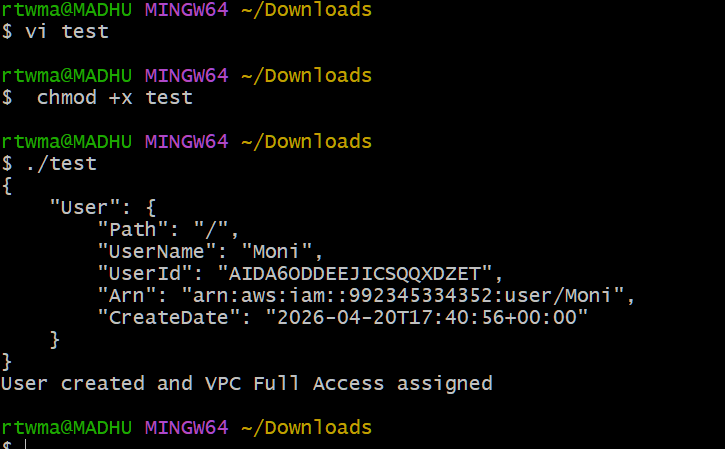 rtwma@MADHU MINGW64 ~/Downloads
$ vi test
rtwma@MADHU MINGW64 ~/Downloads
$  chmod +x test
rtwma@MADHU MINGW64 ~/Downloads
$ ./test
{
    "User": {
        "Path": "/",
        "UserName": "Moni",
        "UserId": "AIDA6ODDEEJICSQQXDZET",
        "Arn": "arn:aws:iam::992345334352:user/Moni",
        "CreateDate": "2026-04-20T17:40:56+00:00"
    }
}
User created and VPC Full Access assigned
rtwma@MADHU MINGW64 ~/Downloads
$